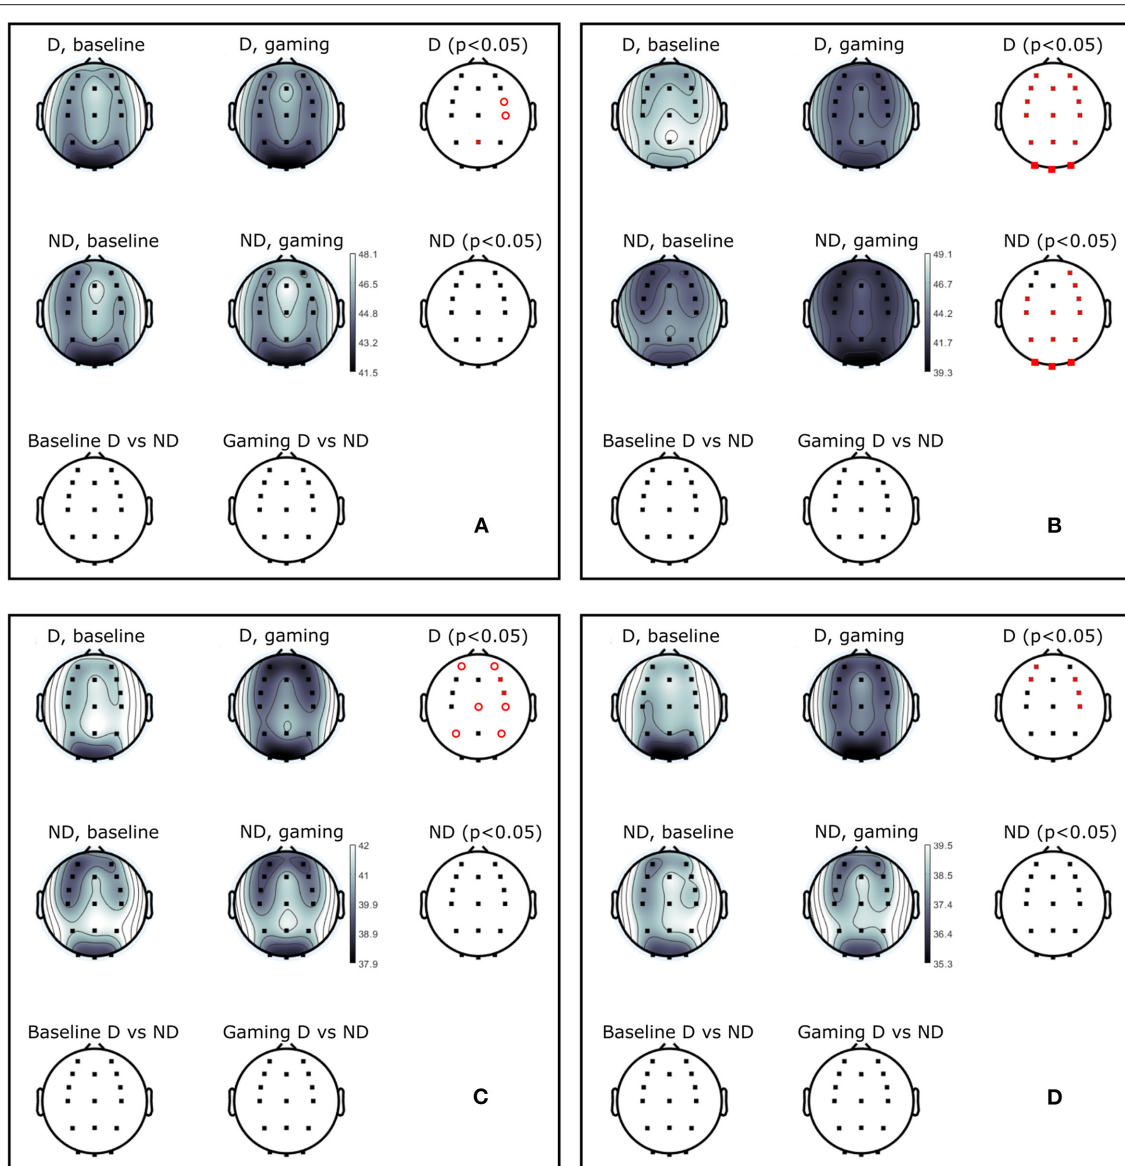 D, baseline D, gaming D (p<0.05)
ND, baseline ND, gaming ND (p<0.05)
48.1
46.7
44.8
43.2
41.5
Baseline D vs ND Gaming D vs ND
A
D, baseline D, gaming D (p<0.05)
ND, baseline ND, gaming ND (p<0.05)
49.1
46.7
44.2
41.7
39.3
Baseline D vs ND Gaming D vs ND
B
D, baseline D, gaming D (p<0.05)
ND, baseline ND, gaming ND (p<0.05)
42
41
39.9
38.9
37.9
Baseline D vs ND Gaming D vs ND
C
D, baseline D, gaming D (p<0.05)
ND, baseline ND, gaming ND (p<0.05)
39.5
38.5
37.4
36.4
35.3
Baseline D vs ND Gaming D vs ND
D